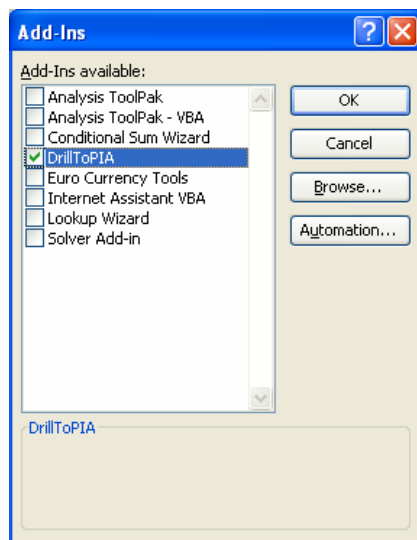 Add-Ins
Add-Ins available:
Analysis ToolPak
Analysis ToolPak - VBA
Conditional Sum Wizard
DrillToPIA
Euro Currency Tools
Internet Assistant VBA
Lookup Wizard
Solver Add-in
OK
Cancel
Browse...
Automation...
DrillToPIA